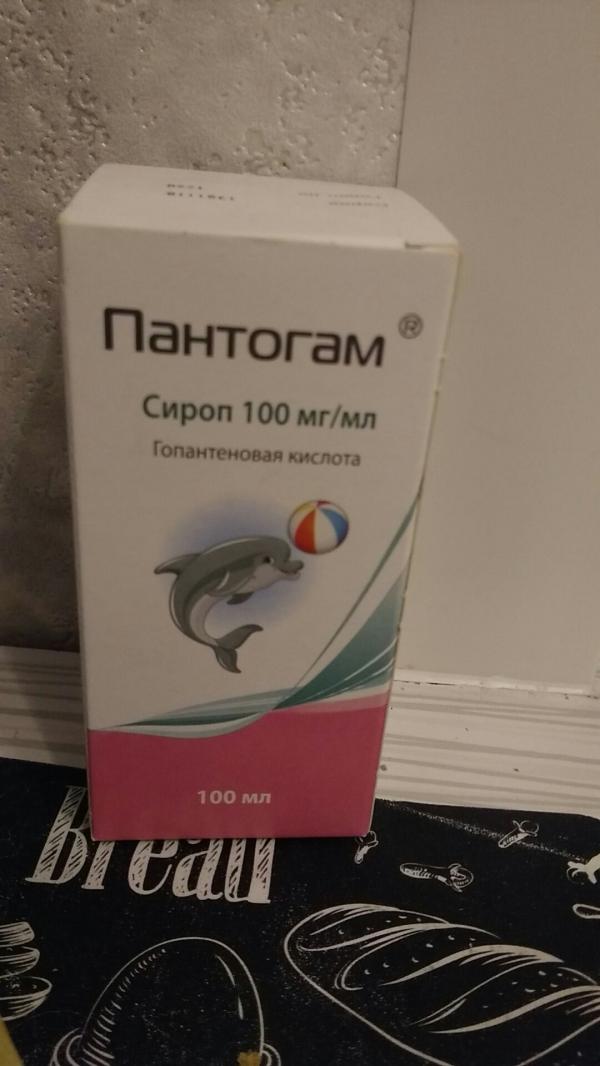 Пантогам ®
Сироп 100 мг/мл
Гопантеновая кислота
100 мл
Bread